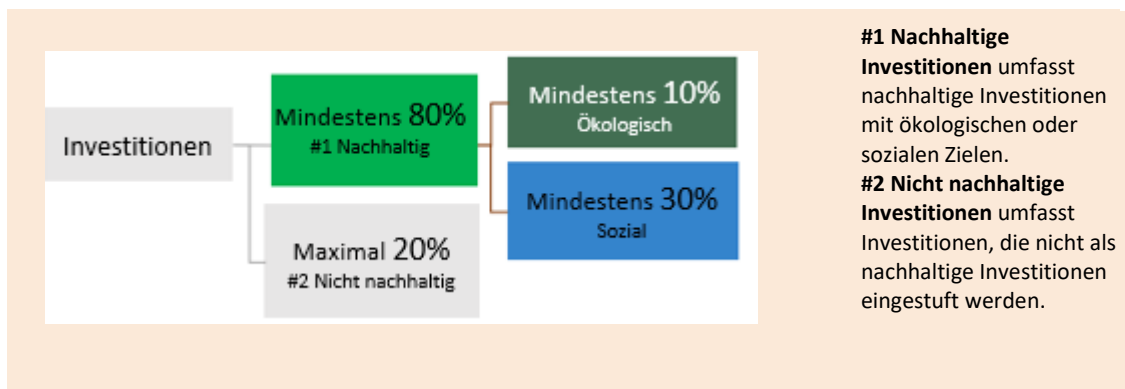 Investitionen
Mindestens 80%
#1 Nachhaltig
Maximal 20%
#2 Nicht nachhaltig
Mindestens 10%
Ökologisch
Mindestens 30%
Sozial
#1 Nachhaltige
Investitionen umfasst
nachhaltige Investitionen
mit ökologischen oder
sozialen Zielen.
#2 Nicht nachhaltige
Investitionen umfasst
Investitionen, die nicht als
nachhaltige Investitionen
eingestuft werden.